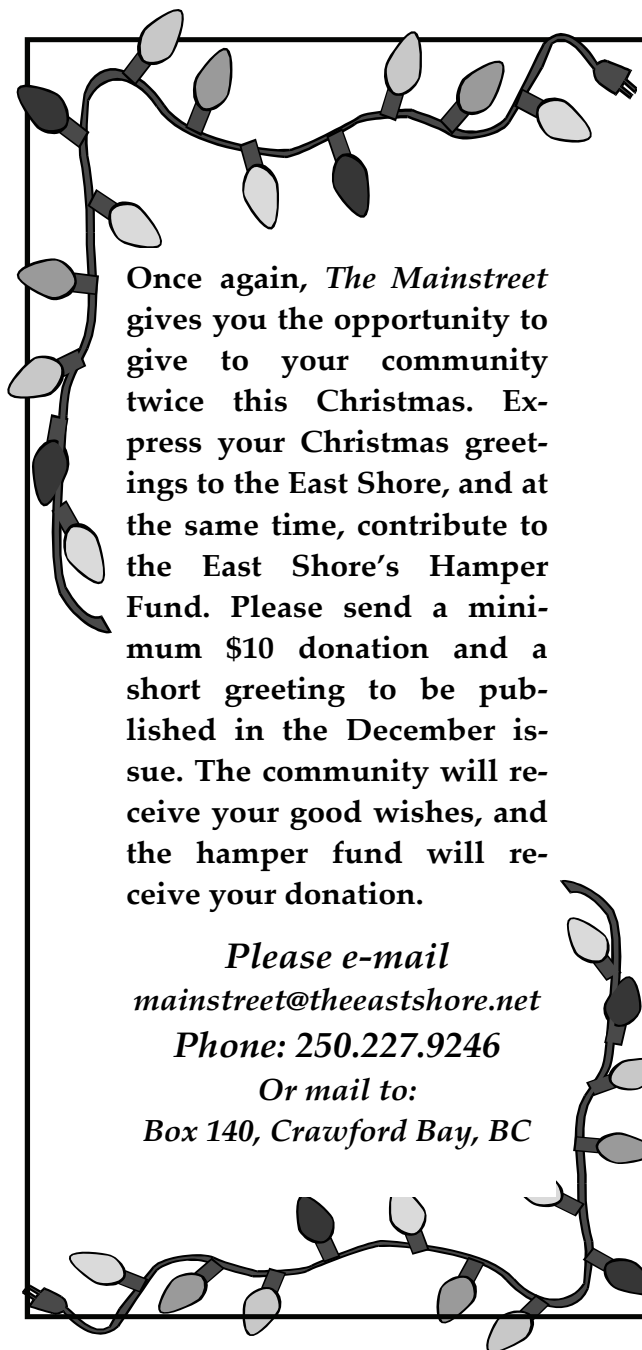 Once again, The Mainstreet
gives you the opportunity to
give to your community
twice this Christmas. Ex-
press your Christmas greet-
ings to the East Shore, and at
the same time, contribute to
the East Shore’s Hamper
Fund. Please send a mini-
mum $10 donation and a
short greeting to be pub-
lished in the December is-
sue. The community will re-
ceive your good wishes, and
the hamper fund will re-
ceive your donation.
Please e-mail
mainstreet@theeastshore.net
Phone: 250.227.9246
Or mail to:
Box 140, Crawford Bay, BC